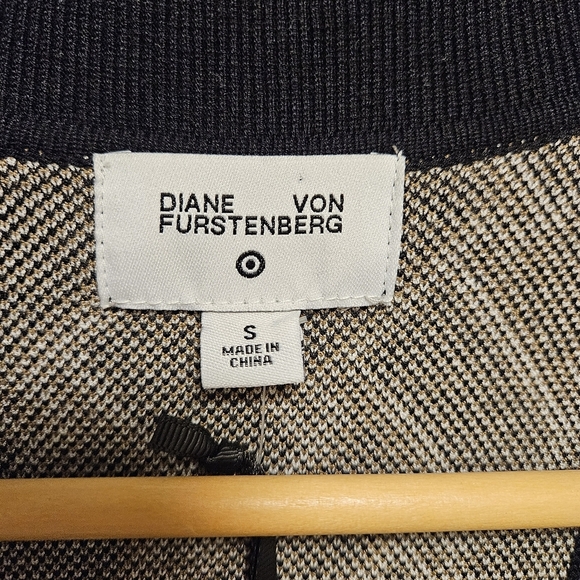 DIANE VON
FURSTENBERG
S
MADE IN
CHINA